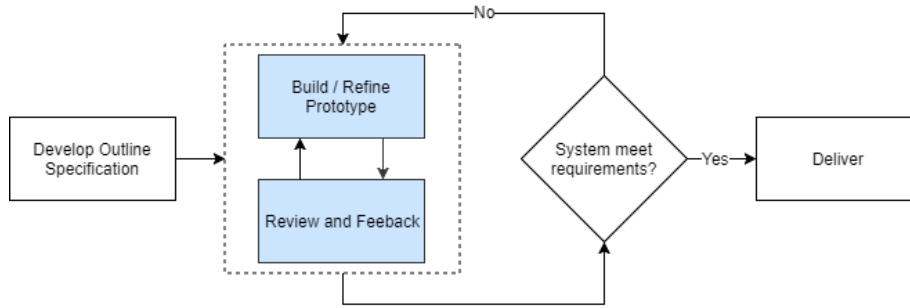 No
Build / Refine
Prototype
Develop Outline
Specification
System meet
requirements?
Yes
Deliver
Review and Feeback